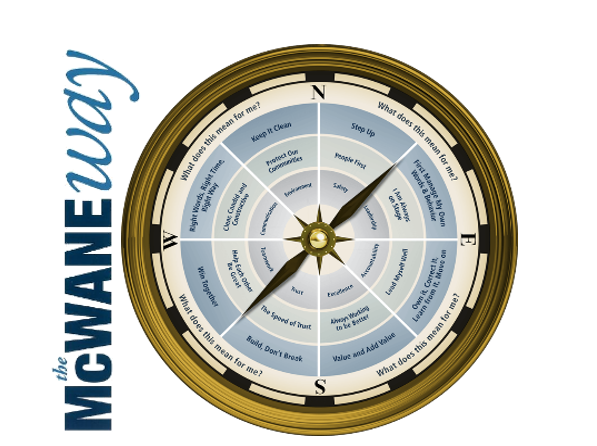 the McWANE way
N
E
S
W
What does this mean for me?
What does this mean for me?
What does this mean for me?
What does this mean for me?
Step Up
People First
Safety
First Manage My Own
Words & Behavior
I Am Always
on Stage
Leadership
Own it, Correct It,
Learn from it, Move on
Lead Myself Well
Accountability
Value and Add Value
Always Working
to be Better
Excellence
Build, Don't Break
The Speed of Trust
Trust
Win Together
Help Each other
Be Great
Teamwork
Right Words, Right Time,
Right Way
Clear, Candid and
Constructive
Communication
Keep It Clean
Protect Our
Communities
Environment